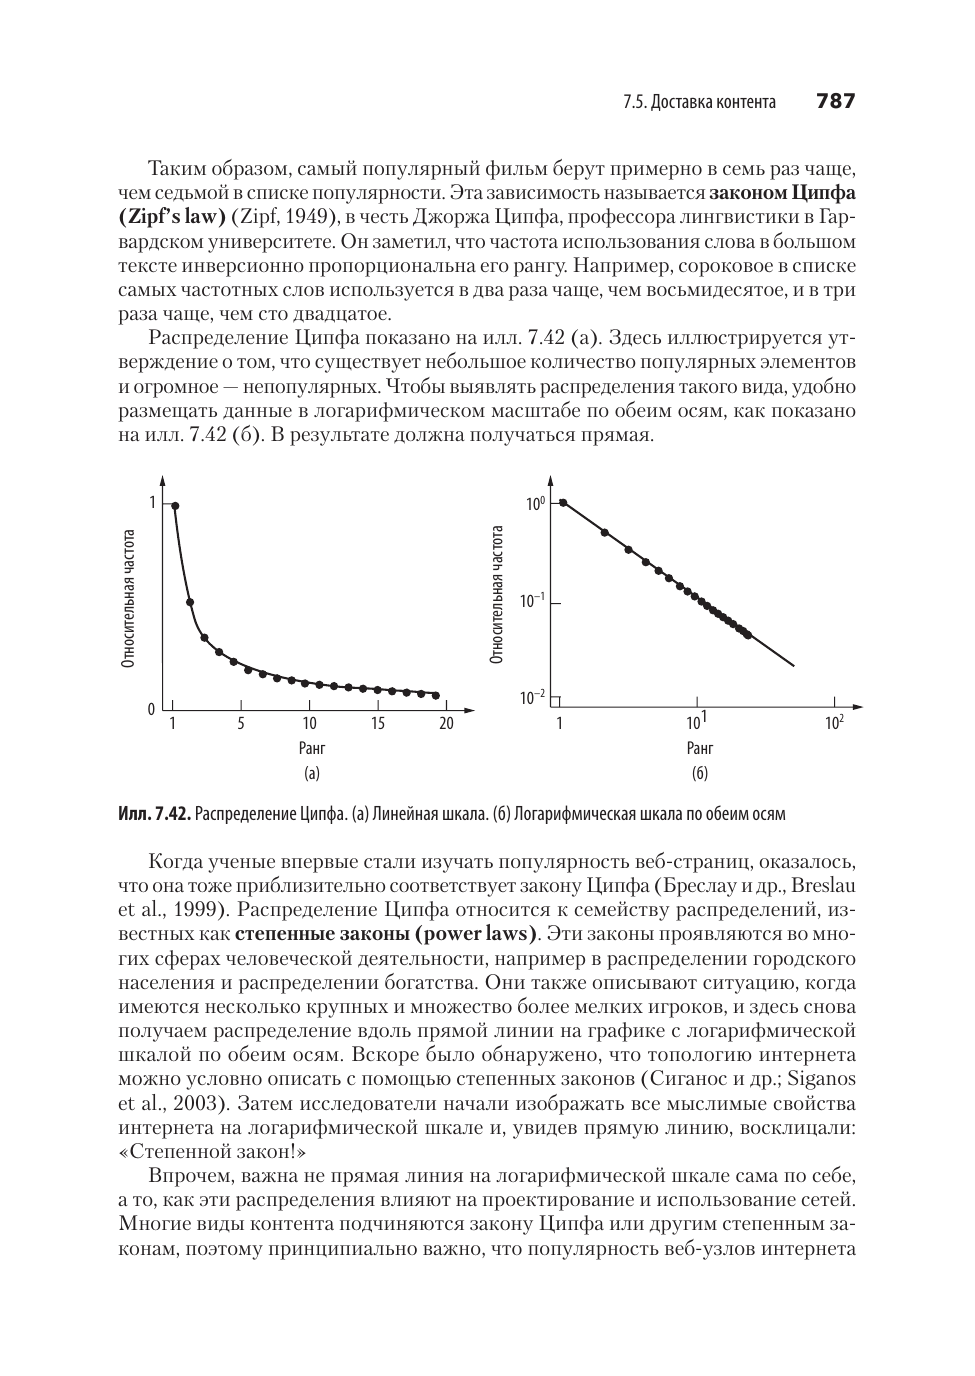 7.5. Доставка контента 787
Таким образом, самый популярный фильм берут примерно в семь раз чаще,
чем седьмой в списке популярности. Эта зависимость называется законом Ципфа
(Zipf’s law) (Zipf, 1949), в честь Джоржа Ципфа, профессора лингвистики в Гар-
вардском университете. Он заметил, что частота использования слова в большом
тексте инверсионно пропорциональна его рангу. Например, сороковое в списке
самых частотных слов используется в два раза чаще, чем восьмидесятое, и в три
раза чаще, чем сто двадцатое.
Распределение Ципфа показано на илл. 7.42 (а). Здесь иллюстрируется ут-
верждение о том, что существует небольшое количество популярных элементов
и огромное — непопулярных. Чтобы выявлять распределения такого вида, удобно
размещать данные в логарифмическом масштабе по обеим осям, как показано
на илл. 7.42 (б). В результате должна получаться прямая.
1
Относительная частота
0
1 5 10 15 20
Ранг
(а)
10⁰
Относительная частота
10⁻¹
10⁻²
1 10¹ 10²
Ранг
(б)
Илл. 7.42. Распределение Ципфа. (а) Линейная шкала. (б) Логарифмическая шкала по обеим осям
Когда ученые впервые стали изучать популярность веб-страниц, оказалось,
что она тоже приблизительно соответствует закону Ципфа (Бреслау и др., Breslau
et al., 1999). Распределение Ципфа относится к семейству распределений, из-
вестных как степенные законы (power laws). Эти законы проявляются во мно-
гих сферах человеческой деятельности, например в распределении городского
населения и распределении богатства. Они также описывают ситуацию, когда
имеются несколько крупных и множество более мелких игроков, и здесь снова
получаем распределение вдоль прямой линии на графике с логарифмической
шкалой по обеим осям. Вскоре было обнаружено, что топологию интернета
можно условно описать с помощью степенных законов (Сиганос и др.; Siganos
et al., 2003). Затем исследователи начали изображать все мыслимые свойства
интернета на логарифмической шкале и, увидев прямую линию, восклицали:
«Степенной закон!»
Впрочем, важна не прямая линия на логарифмической шкале сама по себе,
а то, как эти распределения влияют на проектирование и использование сетей.
Многие виды контента подчиняются закону Ципфа или другим степенным за-
конам, поэтому принципиально важно, что популярность веб-узлов интернета